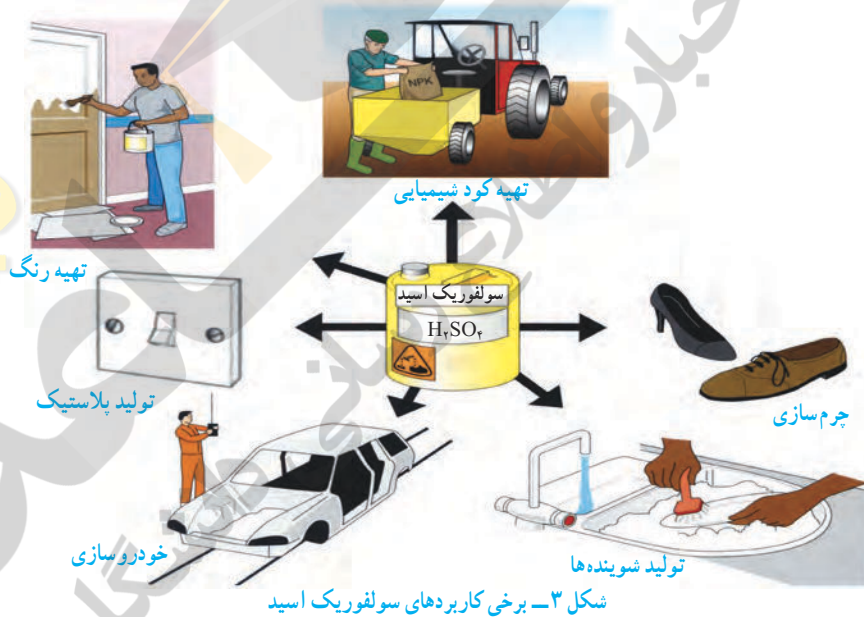 NPK
تهیه کود شیمیایی
تهیه رنگ
سولفوریک اسید
H۲SO۴
تولید پلاستیک
چرم‌سازی
خودروسازی
تولید شوینده‌ها
شکل ۳ــ برخی کاربردهای سولفوریک اسید